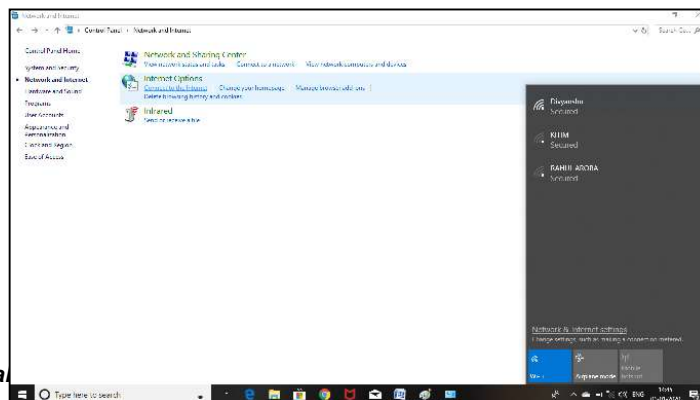 Network and Internet
Control Panel > Network and Internet
Control Panel Home
System and Security
Network and Internet
Hardware and Sound
Programs
User Accounts
Appearance and
Personalization
Clock and Region
Ease of Access
Network and Sharing Center
View network status and tasks Connect to a network View network computers and devices
Internet Options
Connect to the Internet Change your homepage Manage browser add-ons
Delete browsing history and cookies
Infrared
Send or receive a file
Secured
KITIM
Secured
RAHUL ARORA
Secured
Network & Internet settings
Change settings, such as making a connection metered.
Airplane mode
Type here to search
ENG